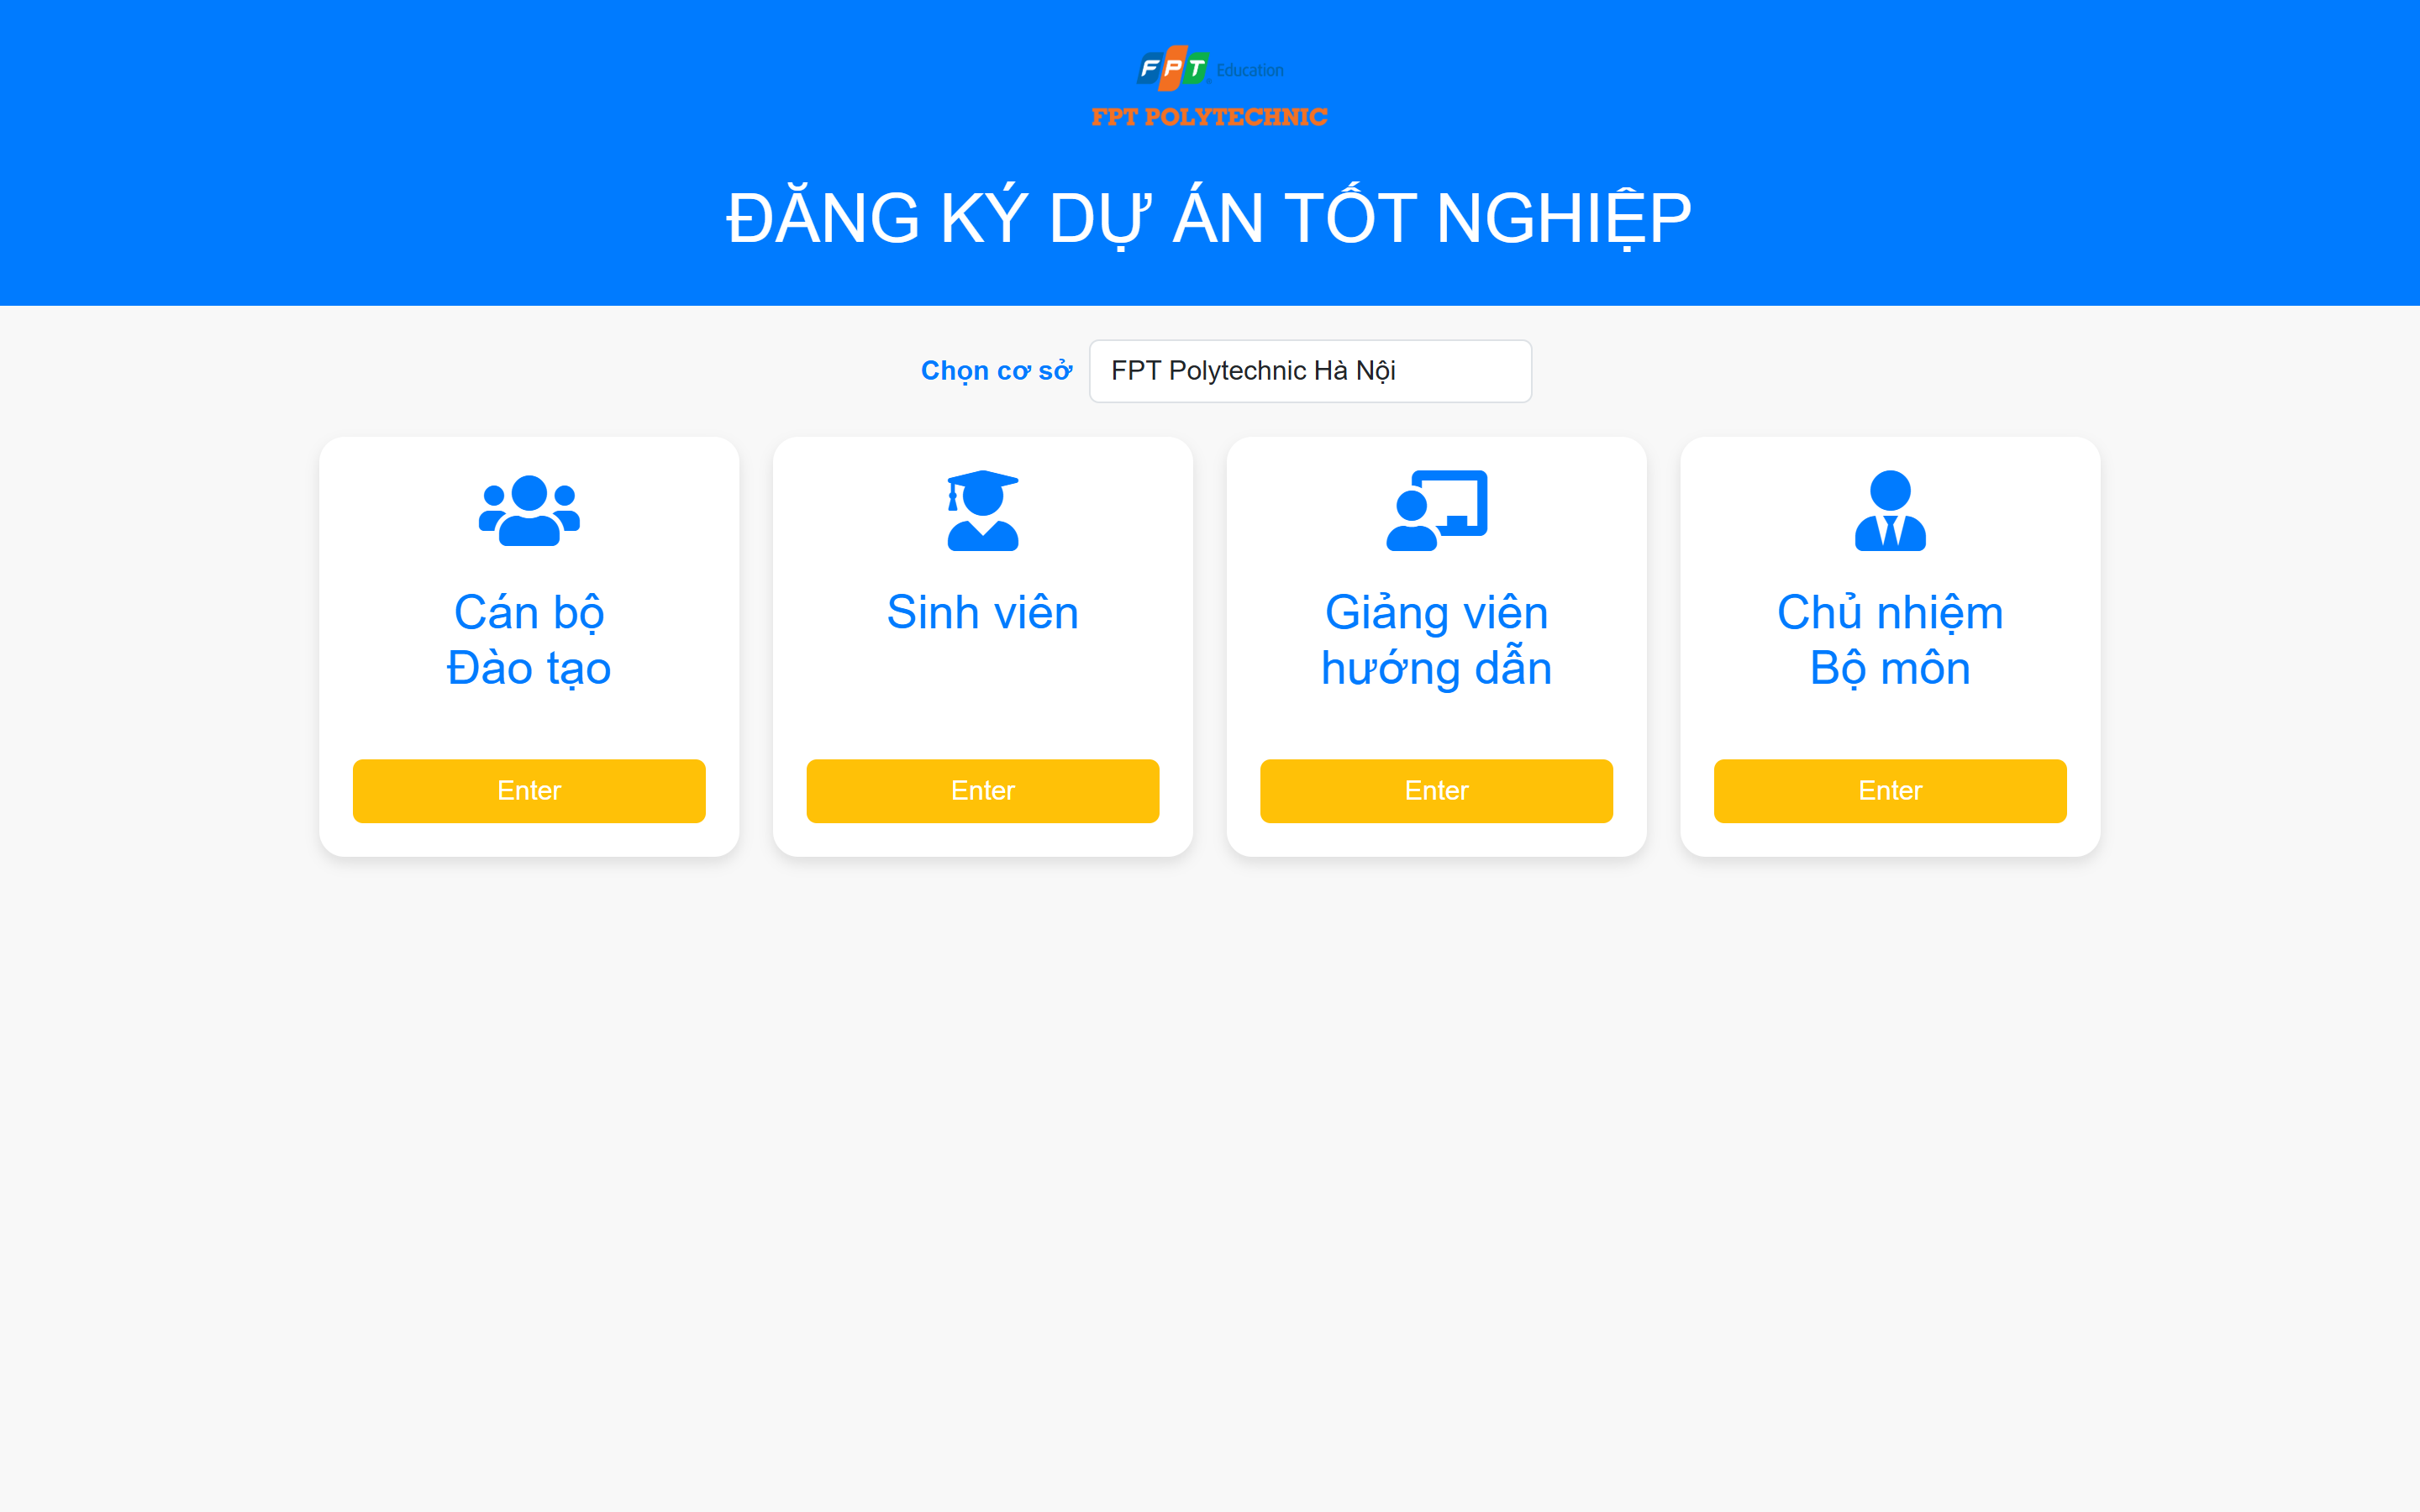 FPT Education
FPT POLYTECHNIC
ĐĂNG KÝ DỰ ÁN TỐT NGHIỆP
Chọn cơ sở FPT Polytechnic Hà Nội
Cán bộ
Đào tạo
Enter
Sinh viên
Enter
Giảng viên
hướng dẫn
Enter
Chủ nhiệm
Bộ môn
Enter